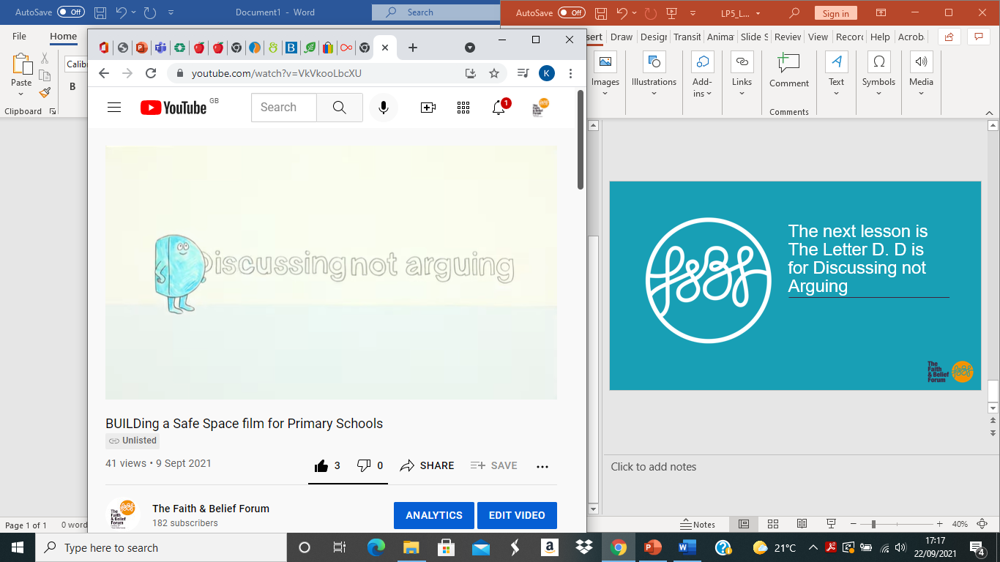 AutoSave Off Document1 - Word Search
File Home
Paste
Calib
B
Clipboard
Page 1 of 1 0 word
youtube.com/watch?v=VkVkooLbcXU
K
YouTube GB
Search
1
Discussing not arguing
BUILDing a Safe Space film for Primary Schools
Unlisted
41 views • 9 Sept 2021
3 0 SHARE SAVE
The Faith & Belief Forum
182 subscribers
ANALYTICS EDIT VIDEO
AutoSave Off LP5_L... Sign in
sert Draw Desigr Transit Animat Slide S Review View Record Help Acrob
Images Illustrations Add-ins Links Comment Text Symbols Media
Comments
The next lesson is
The Letter D. D is
for Discussing not
Arguing
The
Faith
& Belief
Forum
Click to add notes
Notes 40%
Type here to search
21°C
17:17
22/09/2021
4